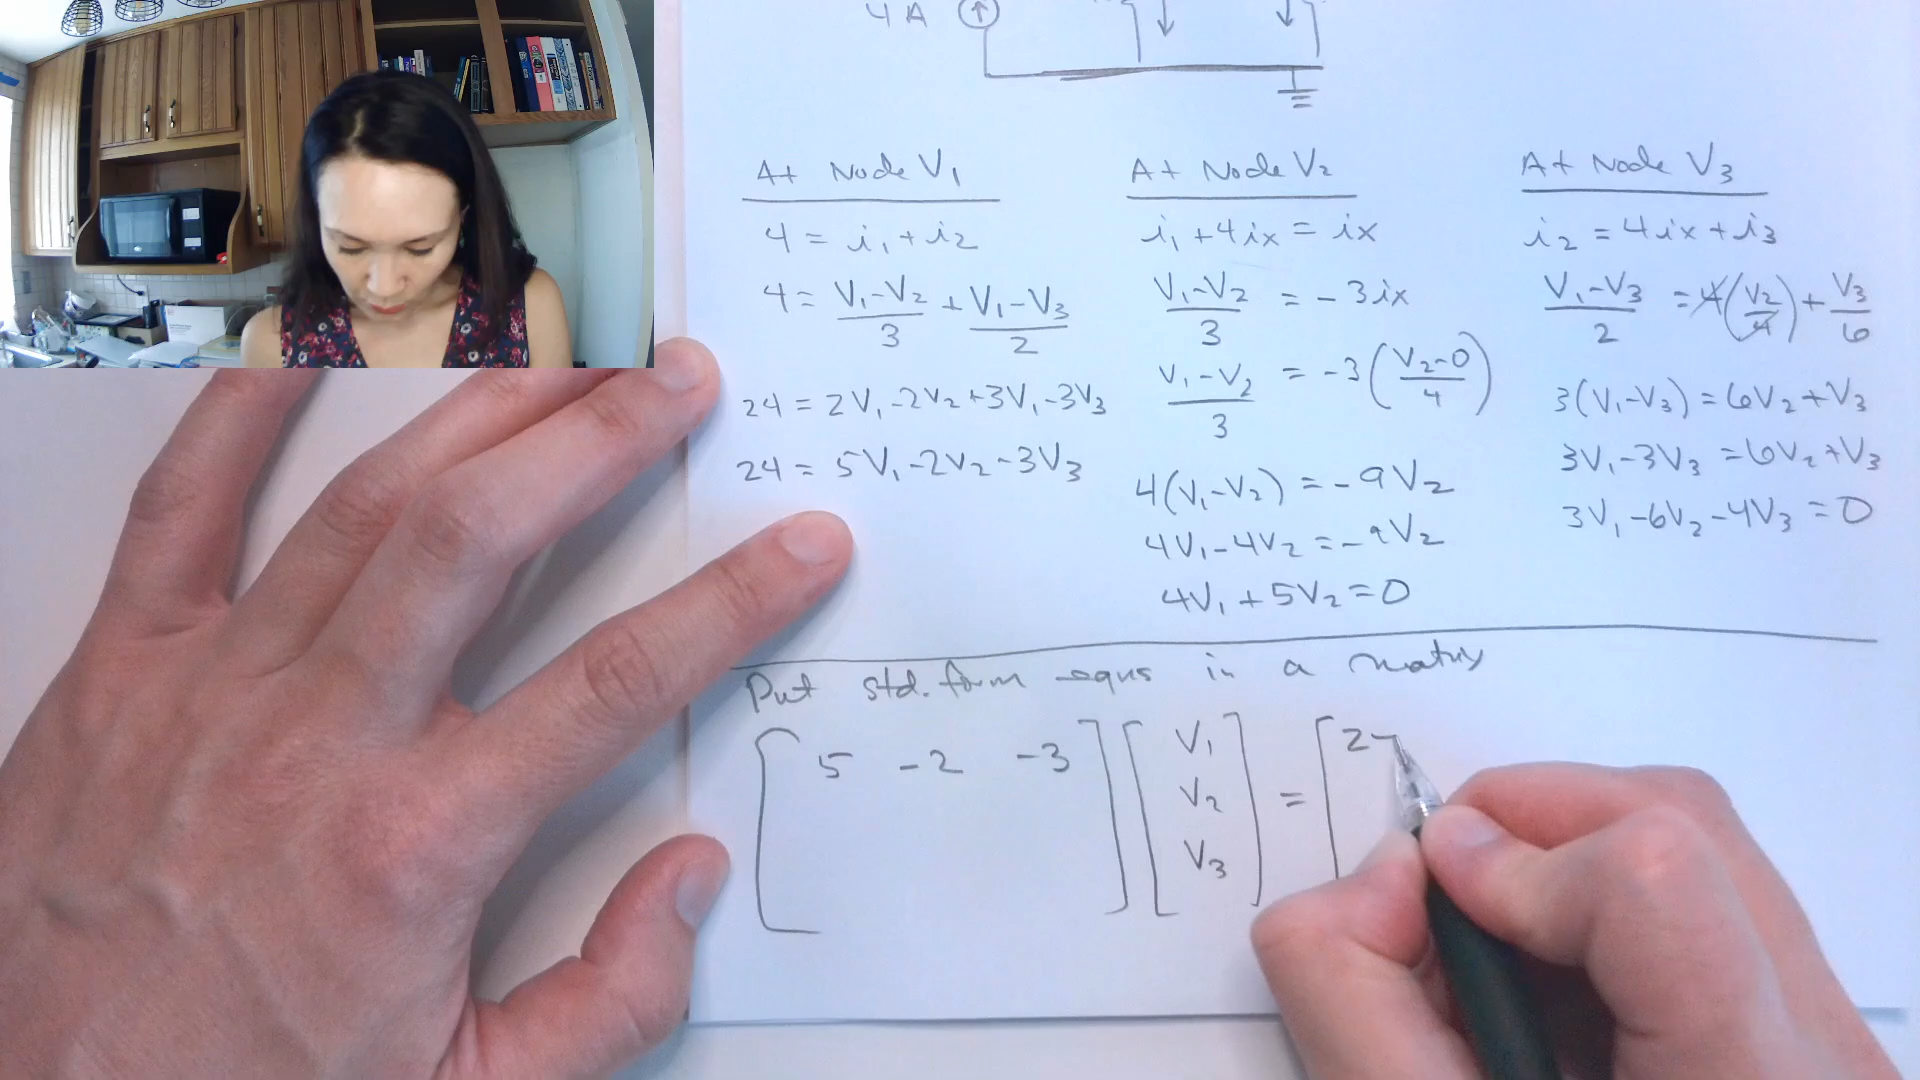 4 A
At Node V1
4 = i1 + i2
4 = V1-V2/3 + V1-V3/2
24 = 2V1-2V2+3V1-3V3
24 = 5V1-2V2-3V3
At Node V2
i1 + 4ix = ix
V1-V2/3 = -3ix
V1-V2/3 = -3(V2-0/4)
4(V1-V2) = -9V2
4V1-4V2 = -9V2
4V1+5V2=0
At Node V3
i2 = 4ix + i3
V1-V3/2 = 4(V2/4) + V3/6
3(V1-V3) = 6V2+V3
3V1-3V3 = 6V2+V3
3V1-6V2-4V3 = 0
Put std. form eqns in a matrix
5 -2 -3 V1 = 2
V2
V3